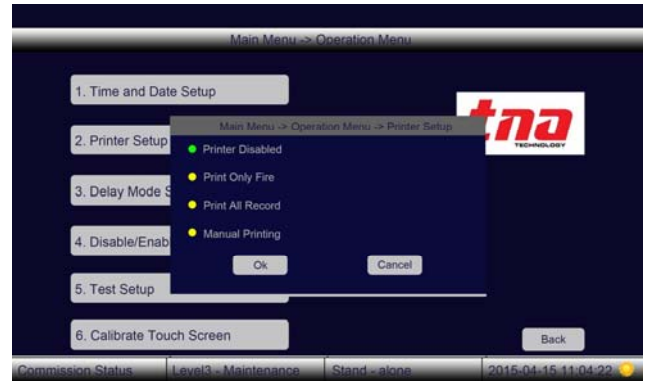 Main Menu -> Operation Menu
1. Time and Date Setup
tna
TECHNOLOGY
2. Printer Setup
Main Menu -> Operation Menu -> Printer Setup
Printer Disabled
Print Only Fire
Print All Record
Manual Printing
Ok
Cancel
3. Delay Mode S
4. Disable/Enab
5. Test Setup
6. Calibrate Touch Screen
Back
Commission Status
Level3 - Maintenance
Stand - alone
2015-04-15 11:04:22